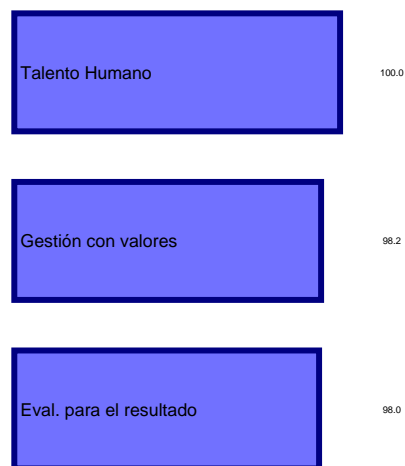 Talento Humano 100.0
Gestión con valores 98.2
Eval. para el resultado 98.0